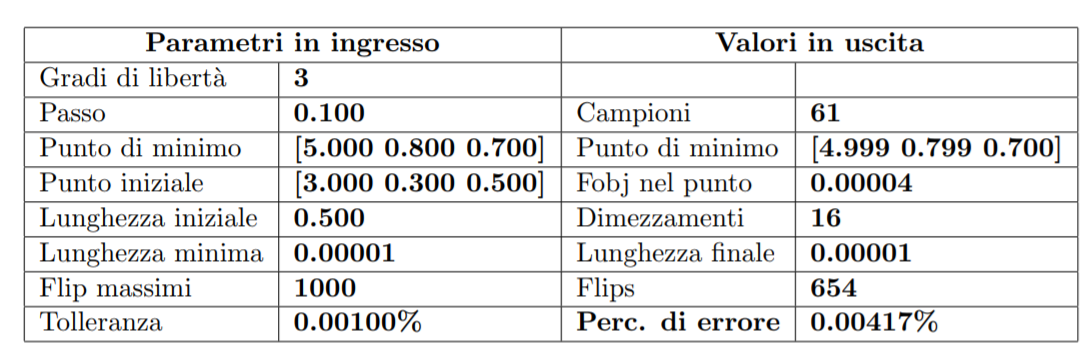 Parametri in ingresso Valori in uscita
Gradi di libertà 3
Passo 0.100 Campioni 61
Punto di minimo [5.000 0.800 0.700] Punto di minimo [4.999 0.799 0.700]
Punto iniziale [3.000 0.300 0.500] Fobj nel punto 0.00004
Lunghezza iniziale 0.500 Dimezzamenti 16
Lunghezza minima 0.00001 Lunghezza finale 0.00001
Flip massimi 1000 Flips 654
Tolleranza 0.00100% Perc. di errore 0.00417%